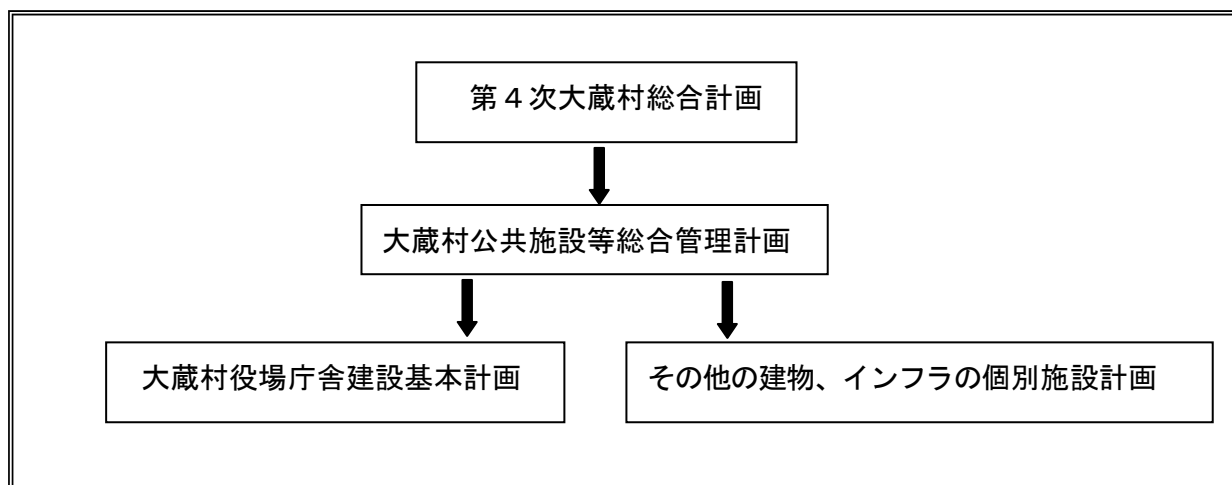 第４次大蔵村総合計画
大蔵村公共施設等総合管理計画
大蔵村役場庁舎建設基本計画
その他の建物、インフラの個別施設計画